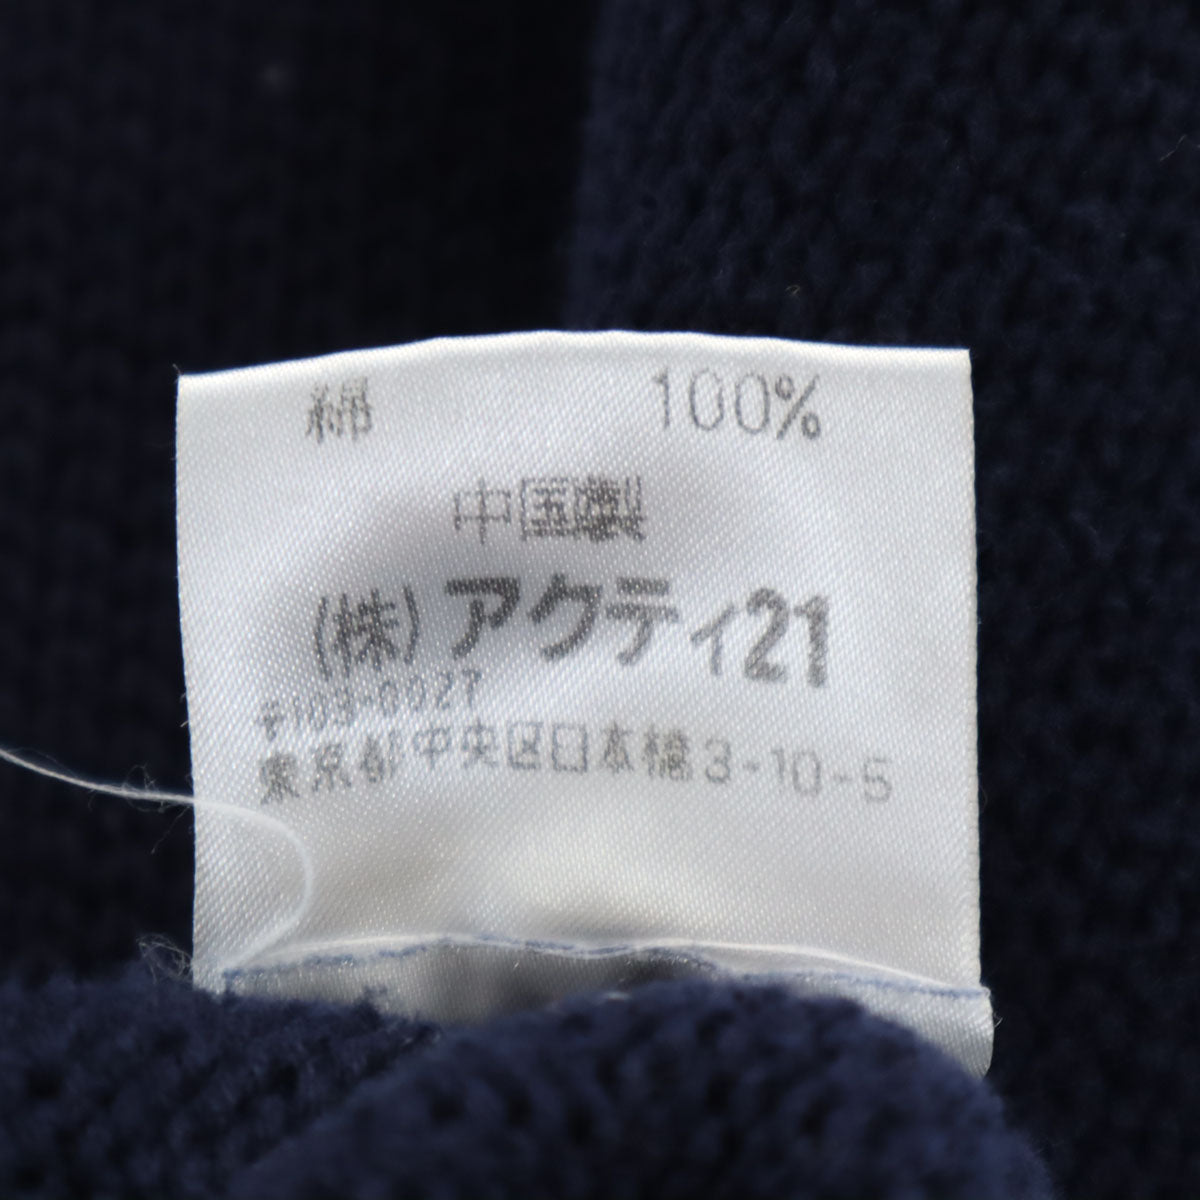 綿 100%
中国製
(株)アクティ21
〒103-0027
東京都中央区日本橋3-10-5